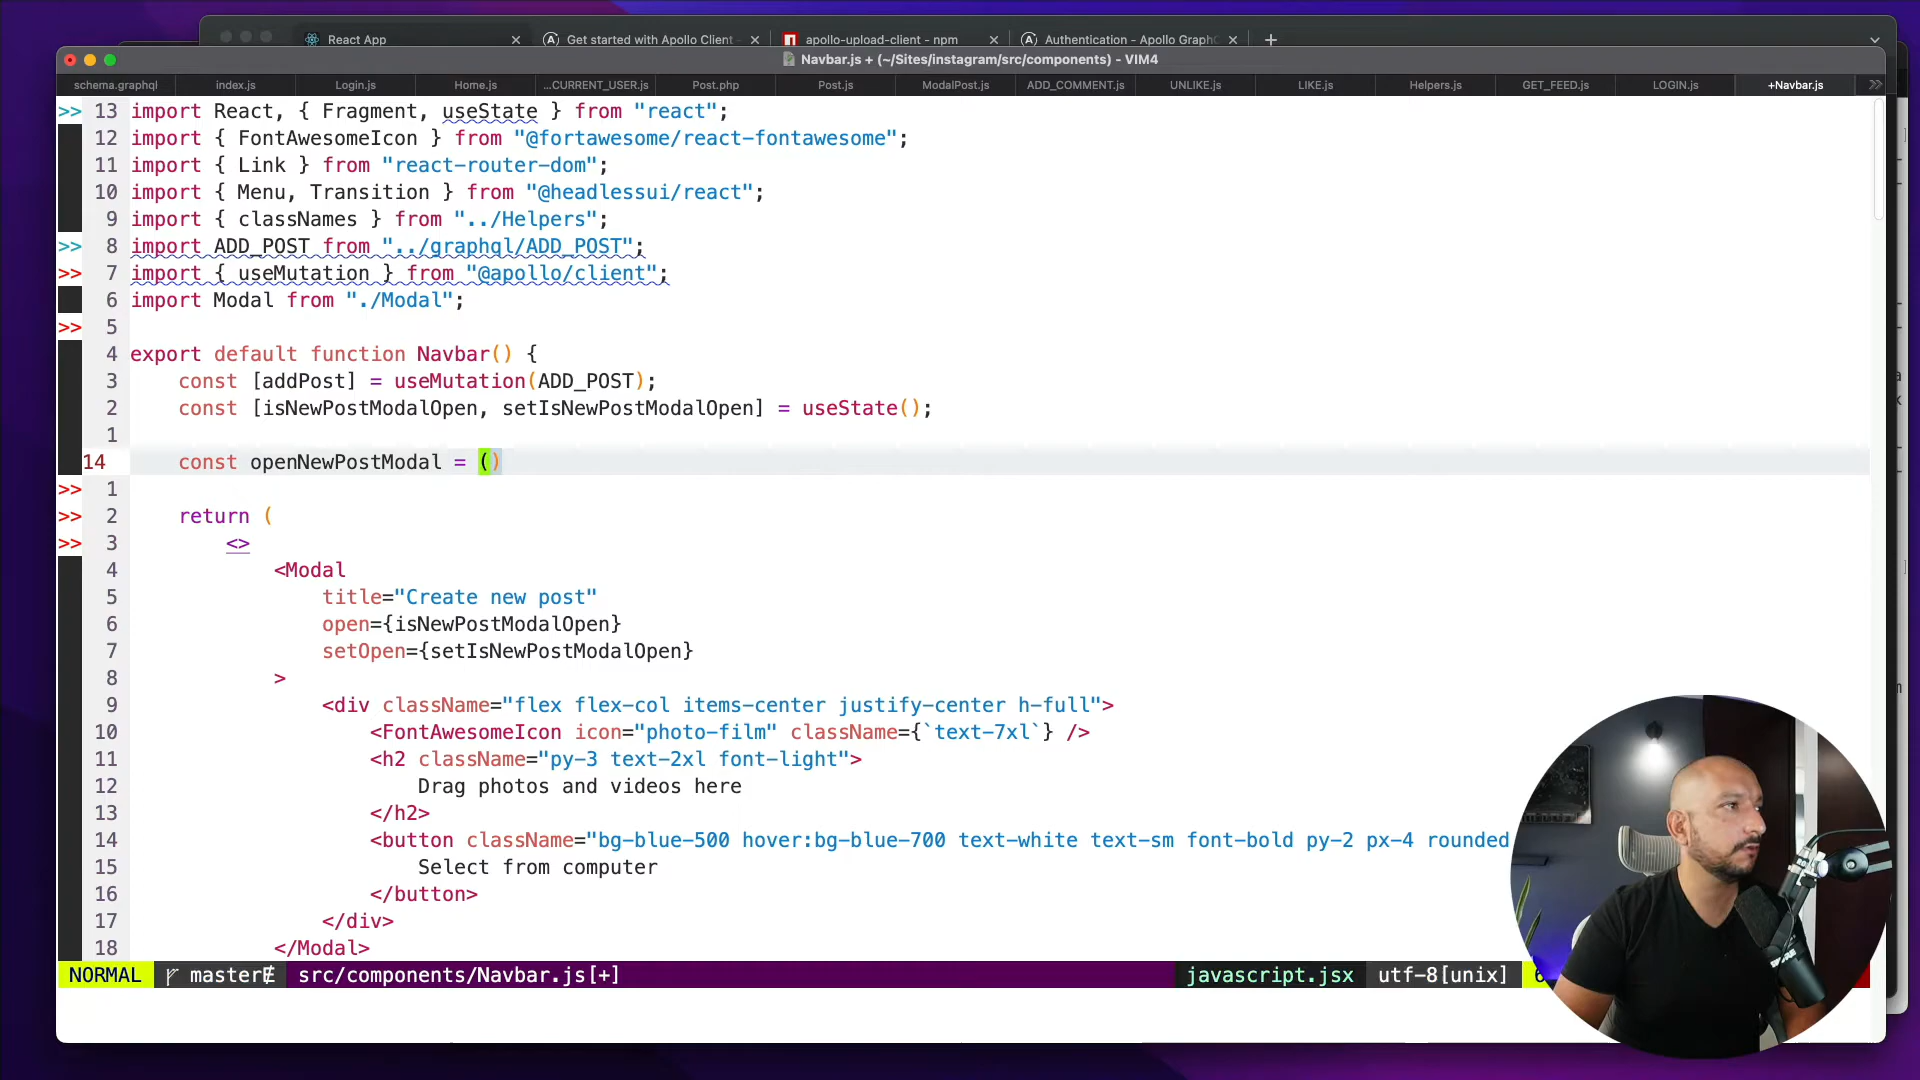 React App
Get started with Apollo Client -
apollo-upload-client - npm
Authentication - Apollo GraphQ
Navbar.js + (~/Sites/instagram/src/components) - VIM4
schema.graphql index.js Login.js Home.js ...CURRENT_USER.js Post.php Post.js ModalPost.js ADD_COMMENT.js UNLIKE.js LIKE.js Helpers.js GET_FEED.js LOGIN.js +Navbar.js >>
>> 13 import React, { Fragment, useState } from "react";
12 import { FontAwesomeIcon } from "@fortawesome/react-fontawesome";
11 import { Link } from "react-router-dom";
10 import { Menu, Transition } from "@headlessui/react";
9 import { classNames } from "../Helpers";
>> 8 import ADD_POST from "../graphql/ADD_POST";
>> 7 import { useMutation } from "@apollo/client";
6 import Modal from "./Modal";
>> 5
4 export default function Navbar() {
3 const [addPost] = useMutation(ADD_POST);
2 const [isNewPostModalOpen, setIsNewPostModalOpen] = useState();
1
14 const openNewPostModal = ()
>> 1
>> 2 return (
>> 3 <>
4 <Modal
5 title="Create new post"
6 open={isNewPostModalOpen}
7 setOpen={setIsNewPostModalOpen}
8 >
9 <div className="flex flex-col items-center justify-center h-full">
10 <FontAwesomeIcon icon="photo-film" className={`text-7xl`} />
11 <h2 className="py-3 text-2xl font-light">
12 Drag photos and videos here
13 </h2>
14 <button className="bg-blue-500 hover:bg-blue-700 text-white text-sm font-bold py-2 px-4 rounded
15 Select from computer
16 </button>
17 </div>
18 </Modal>
NORMAL master src/components/Navbar.js[+] javascript.jsx utf-8[unix]